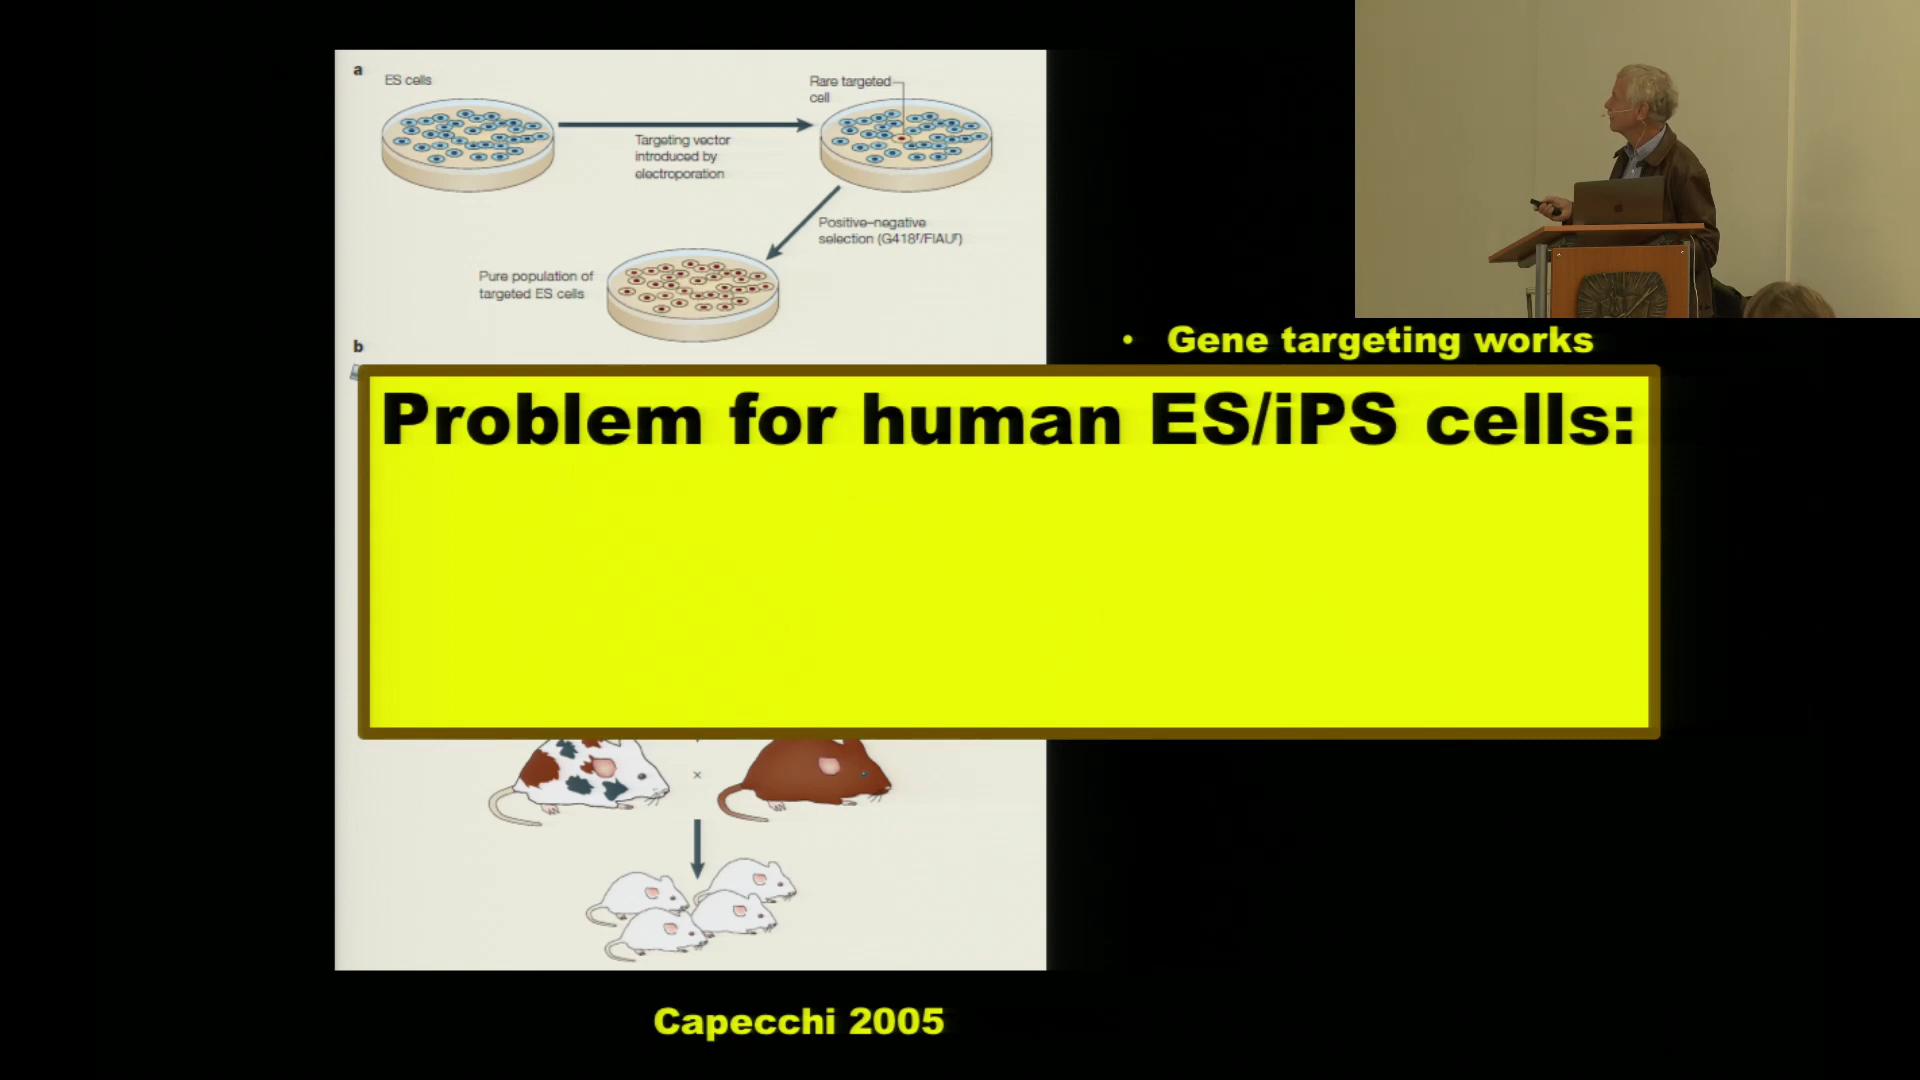 a
ES cells
Rare targeted
cell
Targeting vector
introduced by
electroporation
Positive–negative
selection (G418ʳ/FIAUʳ)
Pure population of
targeted ES cells
b
• Gene targeting works
Problem for human ES/iPS cells:
×
Capecchi 2005